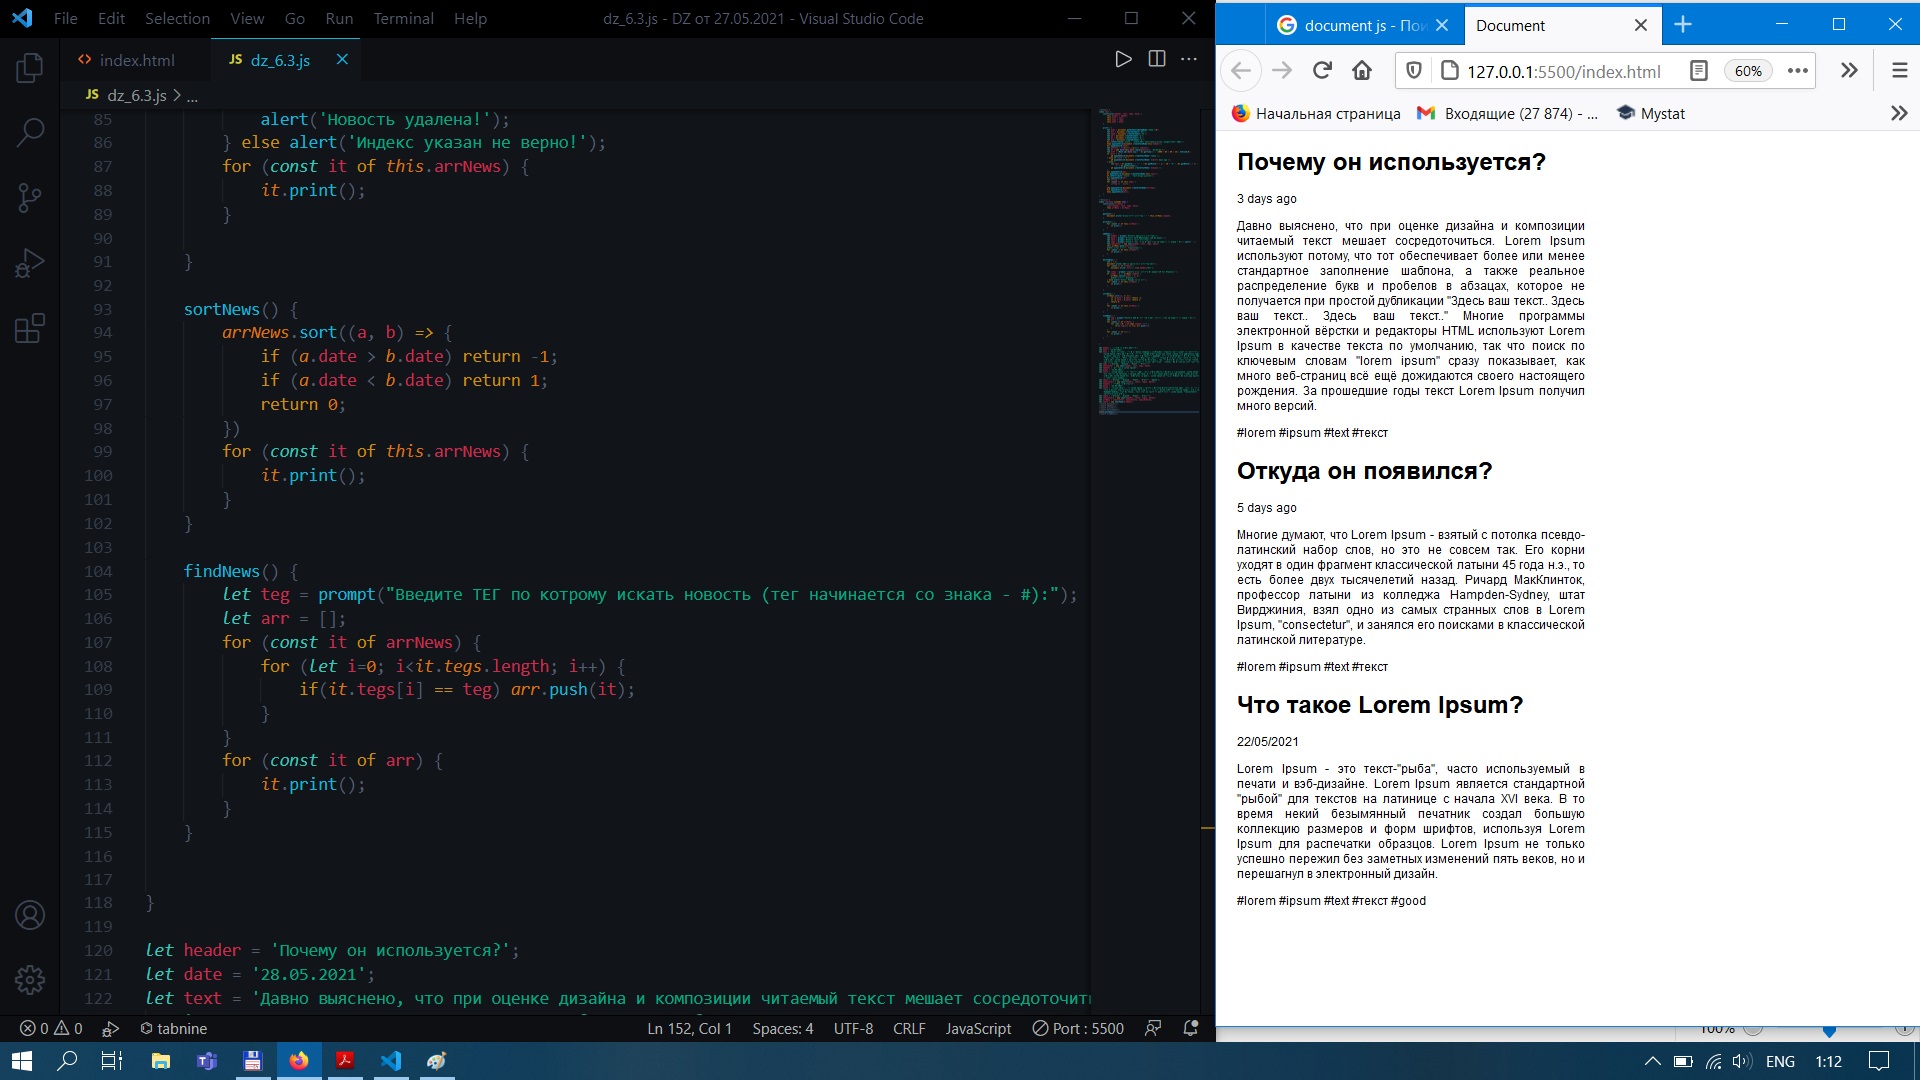 File Edit Selection View Go Run Terminal Help
dz_6.3.js - DZ от 27.05.2021 - Visual Studio Code
index.html
JS dz_6.3.js
JS dz_6.3.js > ...
85 alert('Новость удалена!');
86 } else alert('Индекс указан не верно!');
87 for (const it of this.arrNews) {
88 it.print();
89 }
90
91 }
92
93 sortNews() {
94 arrNews.sort((a, b) => {
95 if (a.date > b.date) return -1;
96 if (a.date < b.date) return 1;
97 return 0;
98 })
99 for (const it of this.arrNews) {
100 it.print();
101 }
102 }
103
104 findNews() {
105 let teg = prompt("Введите ТЕГ по котрому искать новость (тег начинается со знака - #):");
106 let arr = [];
107 for (const it of arrNews) {
108 for (let i=0; i<it.tegs.length; i++) {
109 if(it.tegs[i] == teg) arr.push(it);
110 }
111 }
112 for (const it of arr) {
113 it.print();
114 }
115 }
116
117
118 }
119
120 let header = 'Почему он используется?';
121 let date = '28.05.2021';
122 let text = 'Давно выяснено, что при оценке дизайна и композиции читаемый текст мешает сосредоточит
0 0
tabnine
Ln 152, Col 1 Spaces: 4 UTF-8 CRLF JavaScript Port : 5500
document js - Пои
Document
127.0.0.1:5500/index.html
60%
Начальная страница
Входящие (27 874) - ...
Mystat
Почему он используется?
3 days ago
Давно выяснено, что при оценке дизайна и композиции
читаемый текст мешает сосредоточиться. Lorem Ipsum
используют потому, что тот обеспечивает более или менее
стандартное заполнение шаблона, а также реальное
распределение букв и пробелов в абзацах, которое не
получается при простой дубликации "Здесь ваш текст.. Здесь
ваш текст.. Здесь ваш текст.." Многие программы
электронной вёрстки и редакторы HTML используют Lorem
Ipsum в качестве текста по умолчанию, так что поиск по
ключевым словам "lorem ipsum" сразу показывает, как
много веб-страниц всё ещё дожидаются своего настоящего
рождения. За прошедшие годы текст Lorem Ipsum получил
много версий.
#lorem #ipsum #text #текст
Откуда он появился?
5 days ago
Многие думают, что Lorem Ipsum - взятый с потолка псевдо-
латинский набор слов, но это не совсем так. Его корни
уходят в один фрагмент классической латыни 45 года н.э., то
есть более двух тысячелетий назад. Ричард МакКлинток,
профессор латыни из колледжа Hampden-Sydney, штат
Вирджиния, взял одно из самых странных слов в Lorem
Ipsum, "consectetur", и занялся его поисками в классической
латинской литературе.
#lorem #ipsum #text #текст
Что такое Lorem Ipsum?
22/05/2021
Lorem Ipsum - это текст-"рыба", часто используемый в
печати и вэб-дизайне. Lorem Ipsum является стандартной
"рыбой" для текстов на латинице с начала XVI века. В то
время некий безымянный печатник создал большую
коллекцию размеров и форм шрифтов, используя Lorem
Ipsum для распечатки образцов. Lorem Ipsum не только
успешно пережил без заметных изменений пять веков, но и
перешагнул в электронный дизайн.
#lorem #ipsum #text #текст #good
100%
ENG 1:12